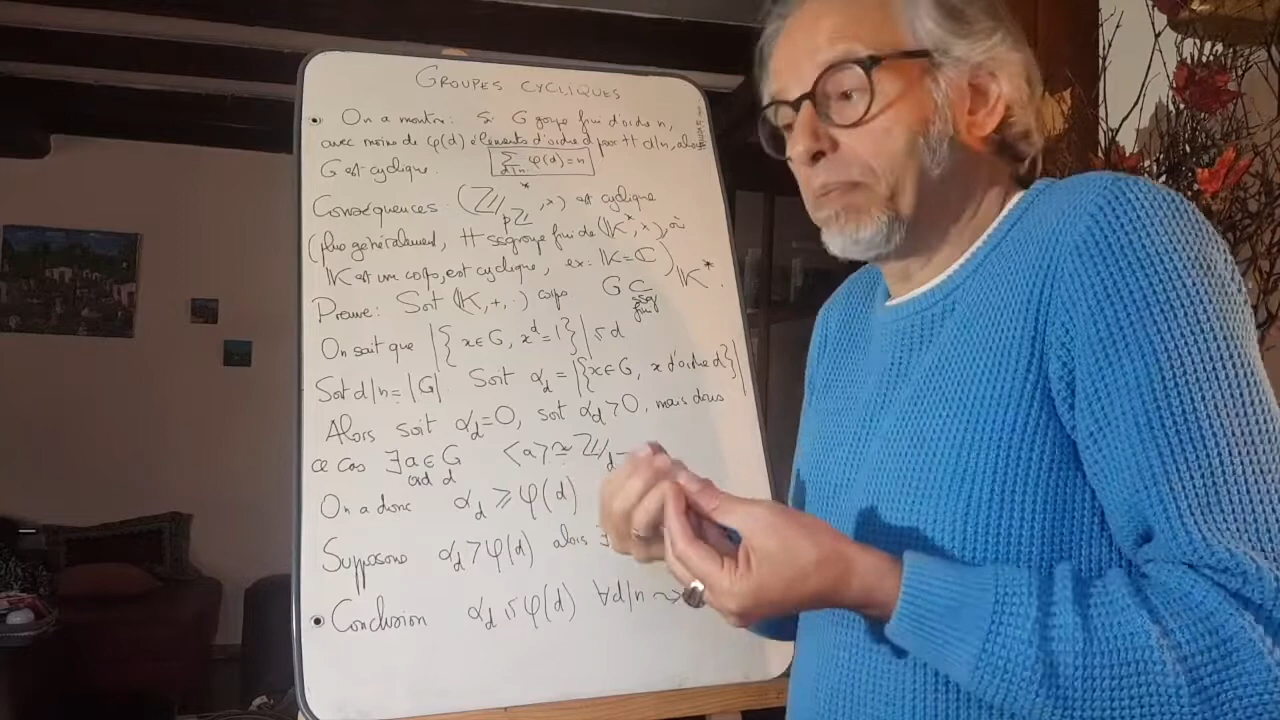 GROUPES CYCLIQUES
• On a montré: Si G groupe fini d'ordre n,
avec moins de φ(d) éléments d'ordre d pour tt d|n, alors
G est cyclique. ∑_{d|n} φ(d) = n
Conséquences: (ℤ/pℤ*, ×) est cyclique
(plus généralement, tt ssgroupe fini de (𝕂*, ×), où
𝕂 est un corps, est cyclique, ex: 𝕂 = ℂ)
Preuve: Soit (𝕂, +, ·) corps G ⊂ 𝕂*.
ssgp fini
On sait que |{x ∈ G, x^d = 1}| ≤ d
Soit d|n = |G|. Soit α_d = |{x ∈ G, x d'ordre d}|
Alors soit α_d = 0, soit α_d > 0, mais dans
ce cas ∃ a ∈ G <a> ≃ ℤ/d
ord d
On a donc α_d ≥ φ(d)
Supposons α_d > φ(d) alors ∃
• Conclusion α_d ≤ φ(d) ∀ d|n ⇝